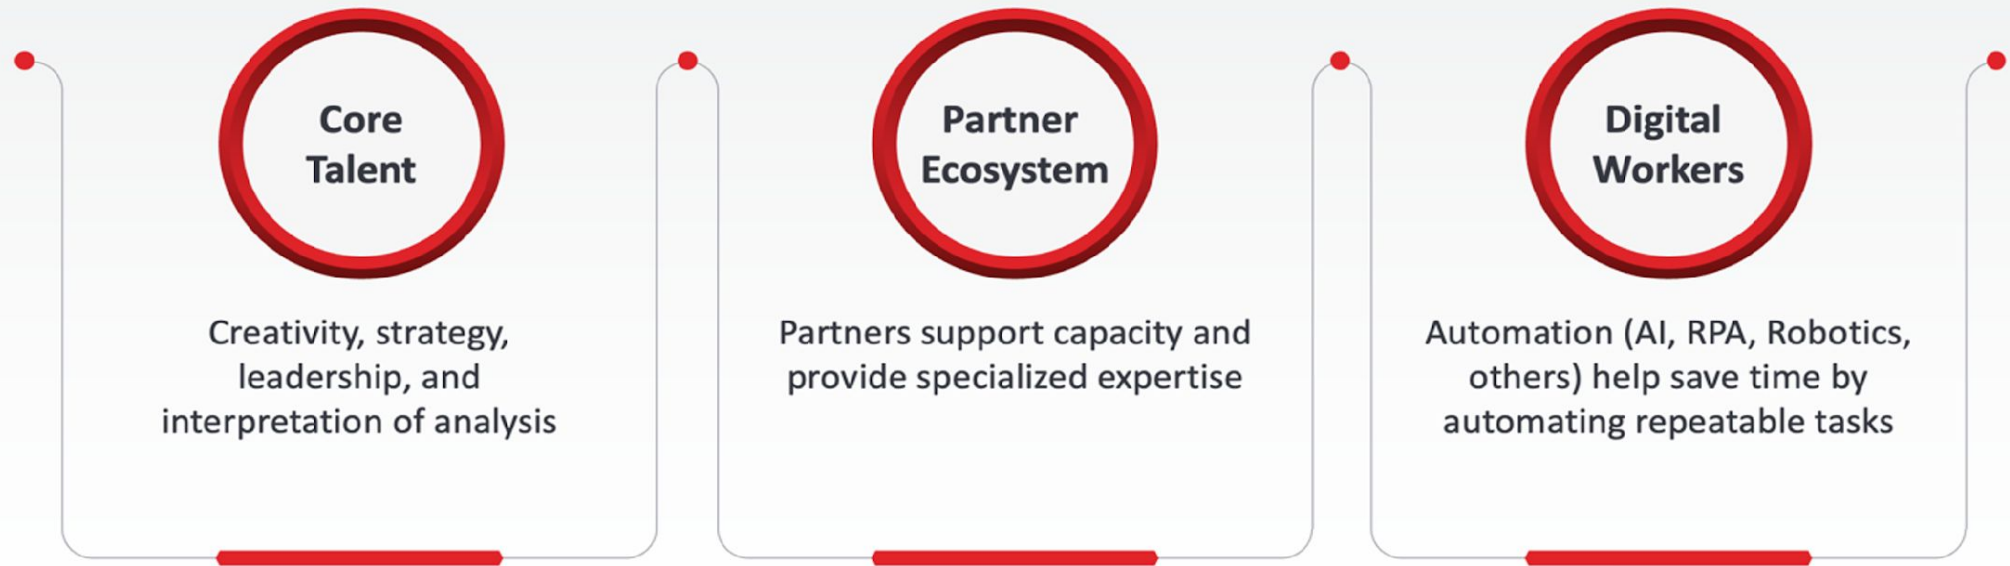 Core
Talent
Creativity, strategy,
leadership, and
interpretation of analysis
Partner
Ecosystem
Partners support capacity and
provide specialized expertise
Digital
Workers
Automation (AI, RPA, Robotics,
others) help save time by
automating repeatable tasks